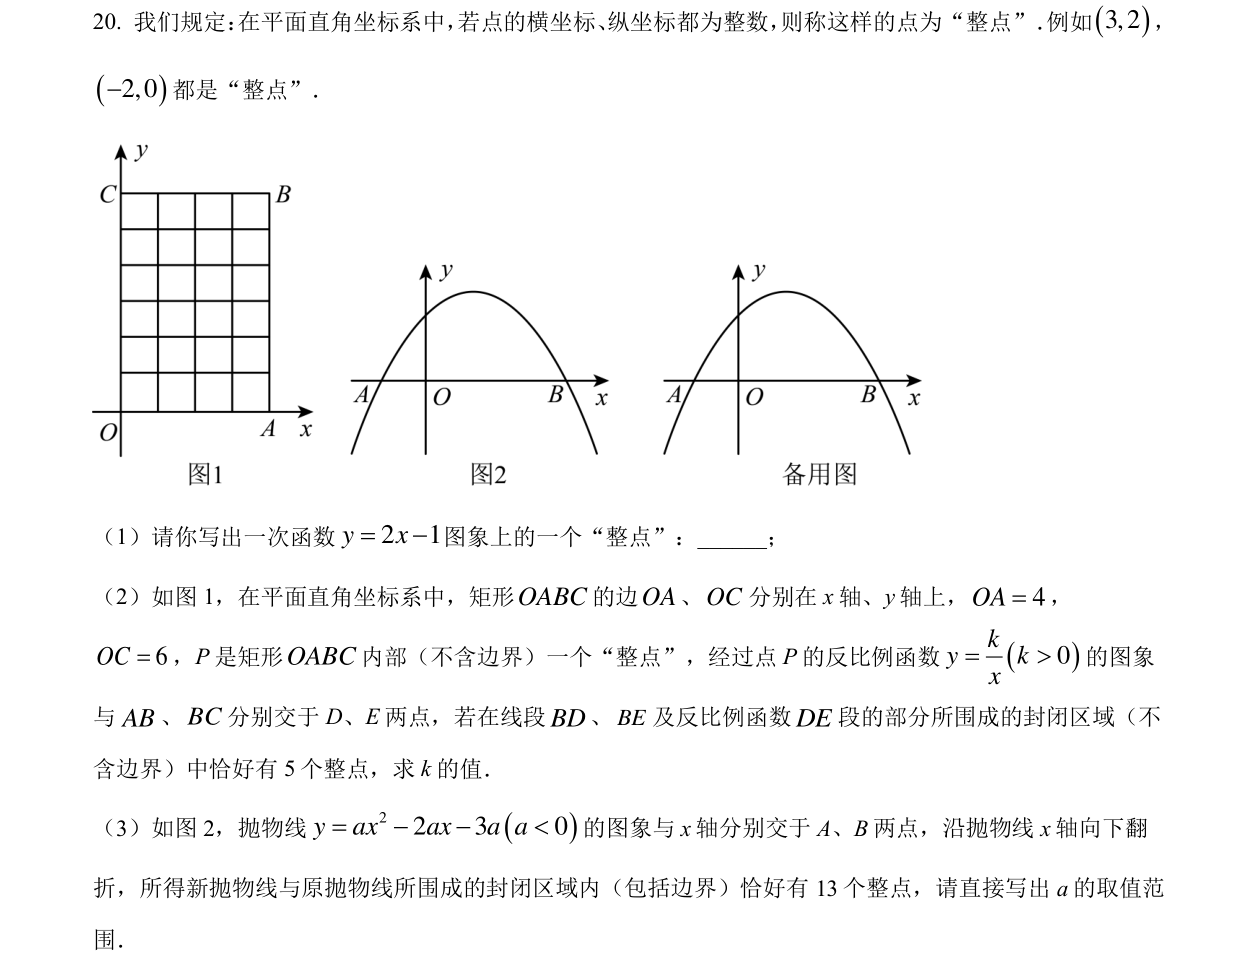 20. 我们规定:在平面直角坐标系中,若点的横坐标、纵坐标都为整数,则称这样的点为“整点”.例如(3,2),
(−2,0)都是“整点”.
y
C
B
O
A
x
图1
y
A
O
B
x
图2
y
A
O
B
x
备用图
（1）请你写出一次函数 y = 2x−1图象上的一个“整点”：______;
（2）如图 1，在平面直角坐标系中，矩形OABC 的边OA、OC 分别在 x 轴、y 轴上，OA = 4，
OC = 6，P 是矩形OABC 内部（不含边界）一个“整点”，经过点 P 的反比例函数 y = k/x (k > 0) 的图象
与 AB、BC 分别交于 D、E 两点，若在线段 BD、BE 及反比例函数 DE 段的部分所围成的封闭区域（不
含边界）中恰好有 5 个整点，求 k 的值.
（3）如图 2，抛物线 y = ax² − 2ax − 3a(a < 0) 的图象与 x 轴分别交于 A、B 两点，沿抛物线 x 轴向下翻
折，所得新抛物线与原抛物线所围成的封闭区域内（包括边界）恰好有 13 个整点，请直接写出 a 的取值范
围.